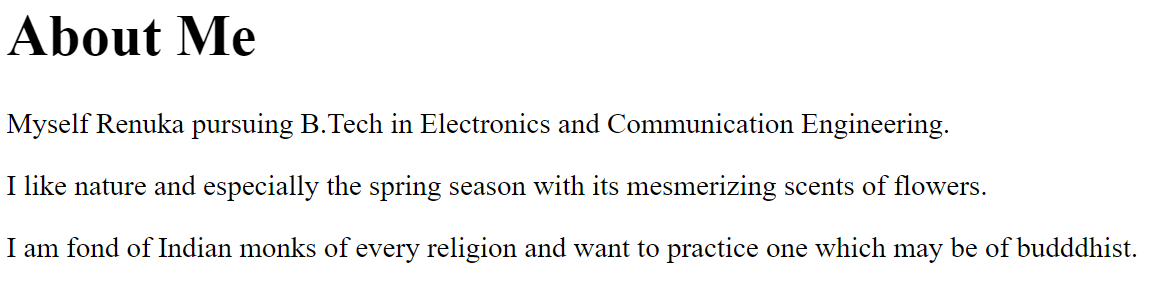 About Me
Myself Renuka pursuing B.Tech in Electronics and Communication Engineering.
I like nature and especially the spring season with its mesmerizing scents of flowers.
I am fond of Indian monks of every religion and want to practice one which may be of budddhist.